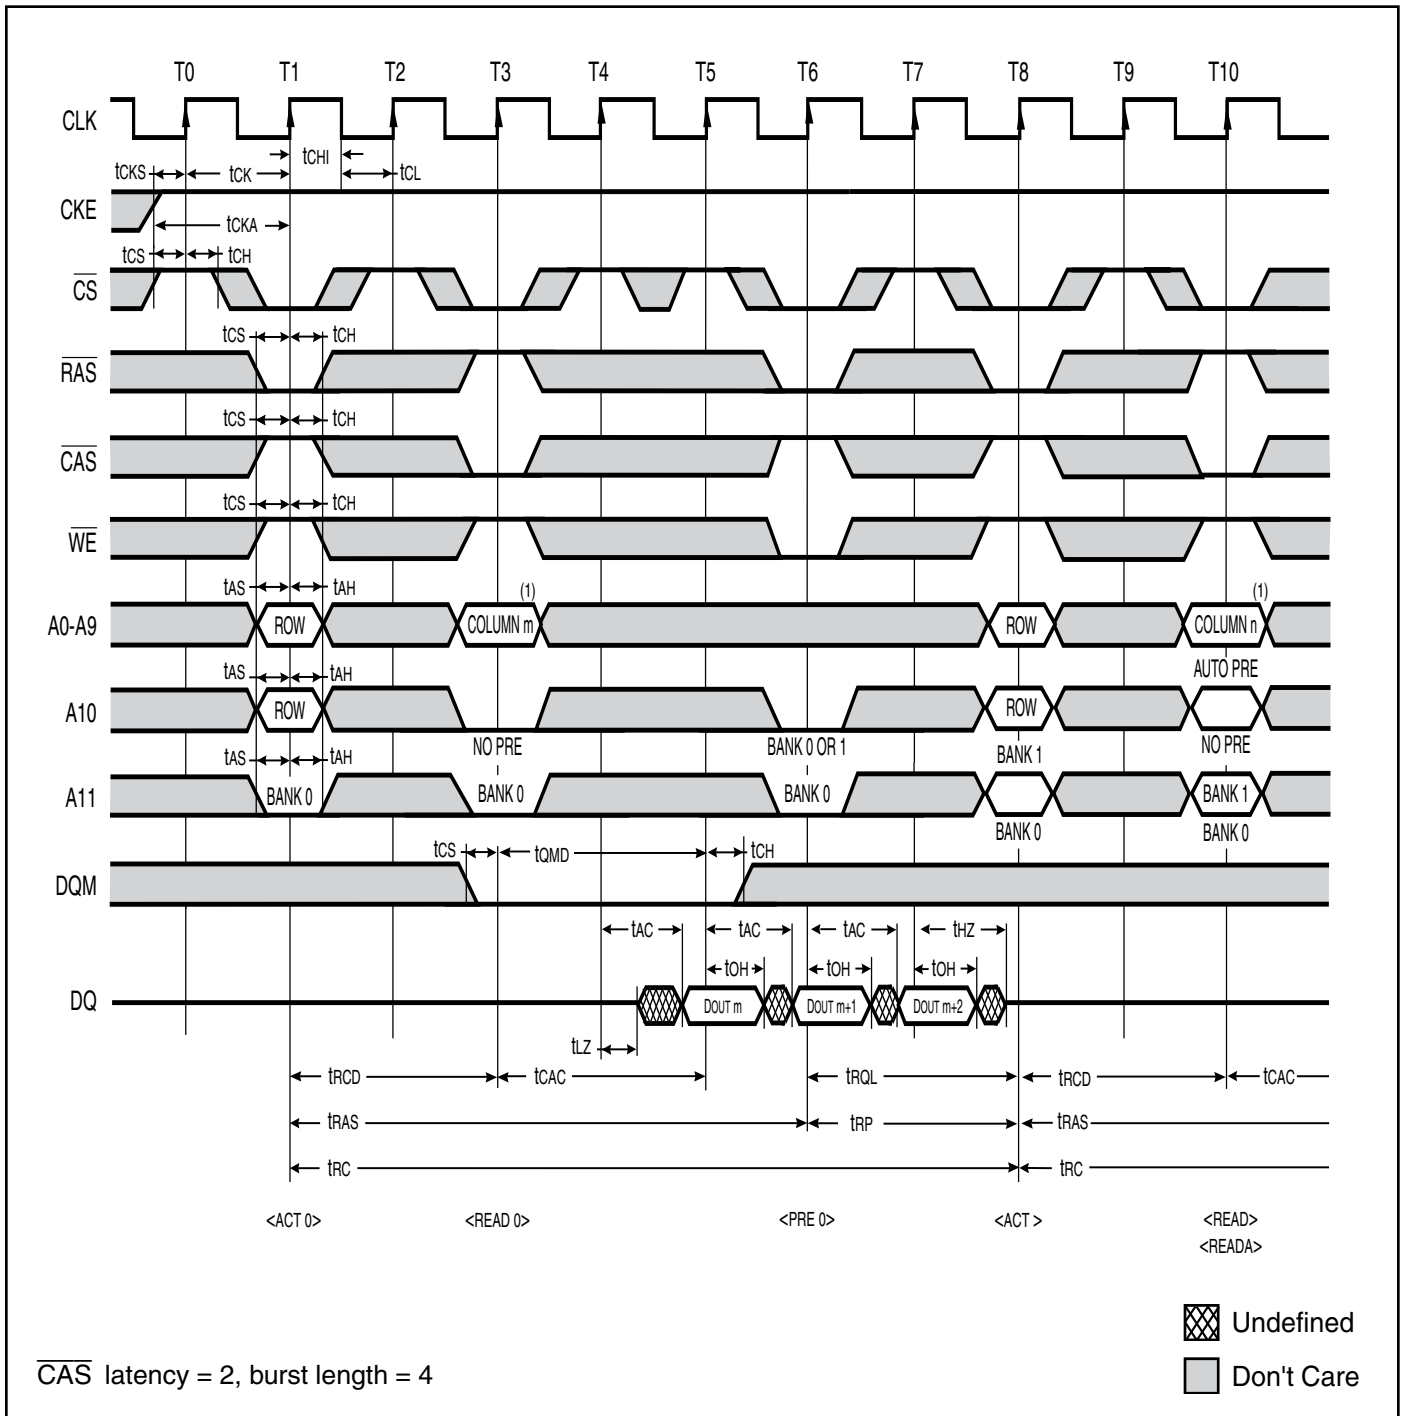 T0 T1 T2 T3 T4 T5 T6 T7 T8 T9 T10
CLK
tCHI
tCKS tCK tCL
CKE
tCKA
tCS tCH
CS
tCS tCH
RAS
tCS tCH
CAS
tCS tCH
WE
tAS tAH (1) (1)
A0-A9 ROW COLUMN m ROW COLUMN n
tAS tAH AUTO PRE
A10 ROW ROW
NO PRE BANK 0 OR 1 BANK 1 NO PRE
tAS tAH
A11 BANK 0 BANK 0 BANK 0 BANK 1
BANK 0 BANK 0
tCS tQMD tCH
DQM
tAC tAC tAC tHZ
tOH tOH tOH
DQ DOUT m DOUT m+1 DOUT m+2
tLZ
tRCD tCAC tRQL tRCD tCAC
tRAS tRP tRAS
tRC tRC
<ACT 0> <READ 0> <PRE 0> <ACT > <READ>
<READA>
Undefined
CAS latency = 2, burst length = 4
Don't Care